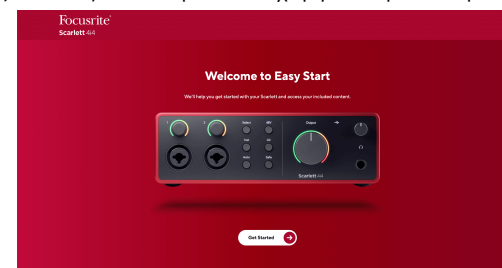 Focusrite®
Scarlett 4i4
Welcome to Easy Start
We'll help you get started with your Scarlett and access your included content.
1 2 Select 48V Output
Inst Air
Auto Safe
Scarlett 4i4
Get Started